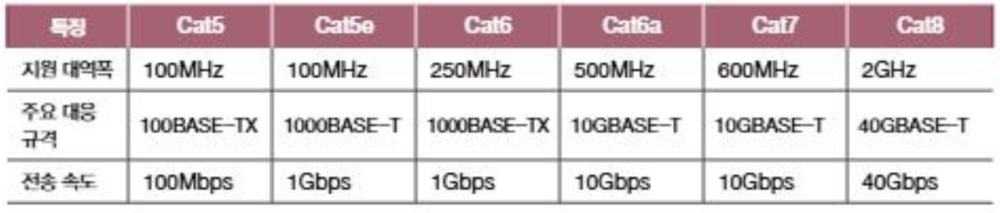 특징 Cat5 Cat5e Cat6 Cat6a Cat7 Cat8
지원 대역폭 100MHz 100MHz 250MHz 500MHz 600MHz 2GHz
주요 대응
규격 100BASE-TX 1000BASE-T 1000BASE-TX 10GBASE-T 10GBASE-T 40GBASE-T
전송 속도 100Mbps 1Gbps 1Gbps 10Gbps 10Gbps 40Gbps